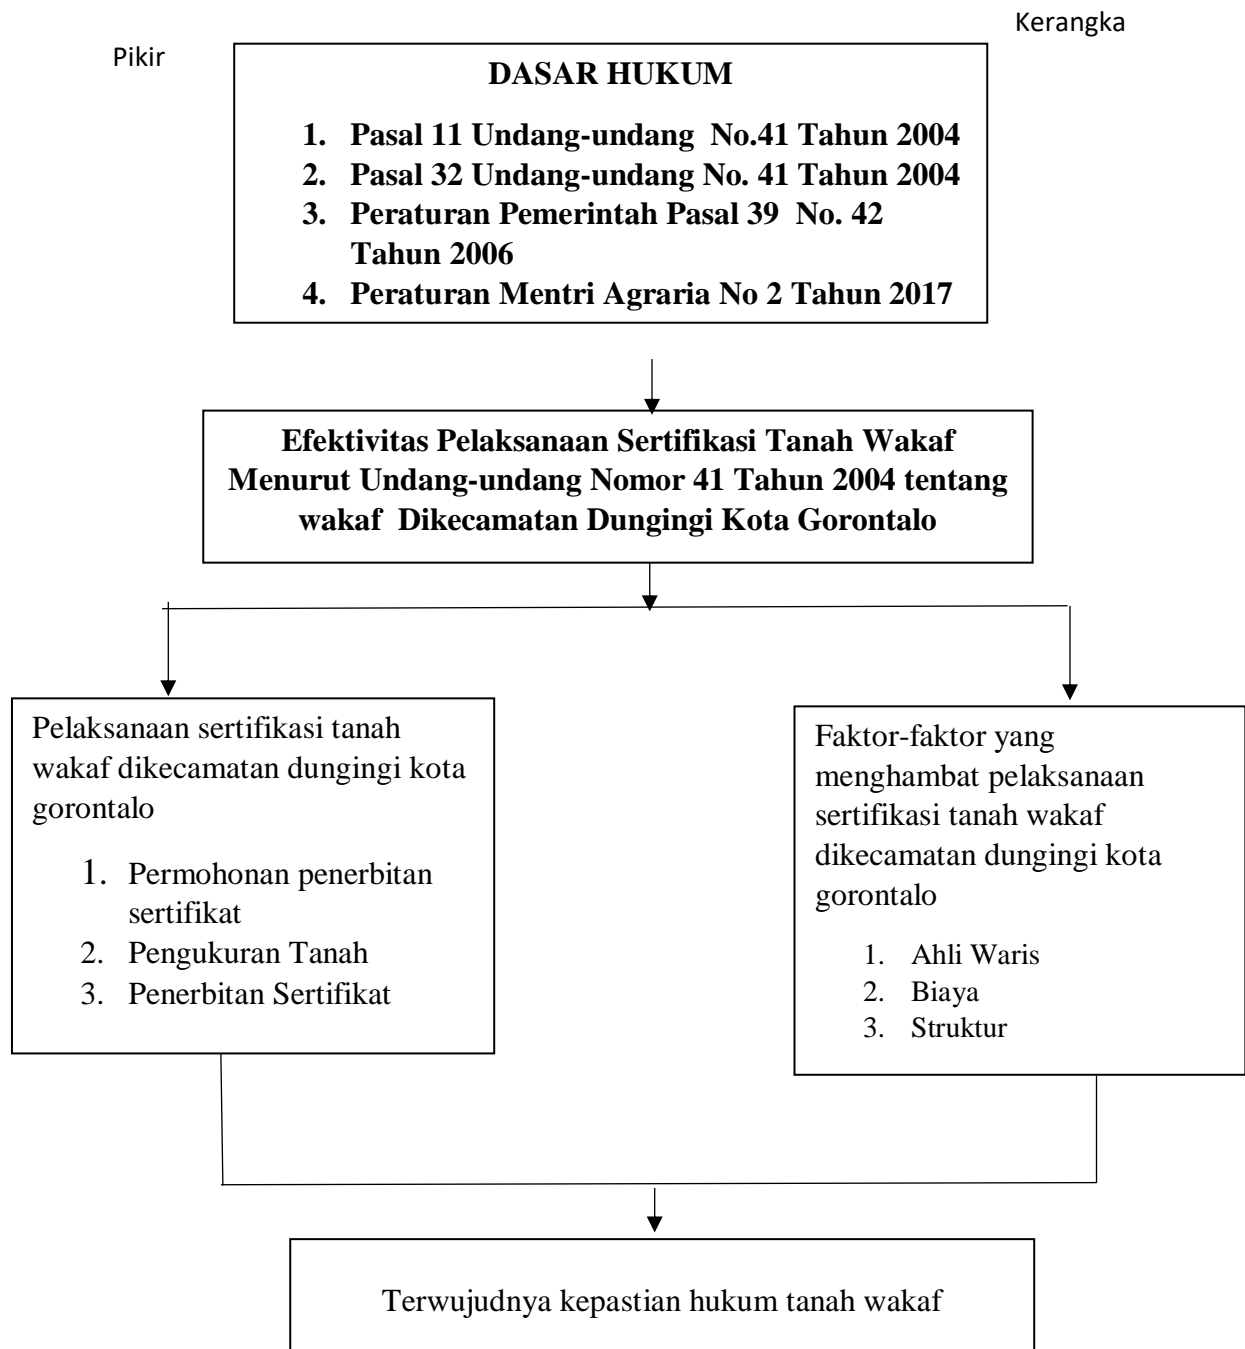 Kerangka
Pikir
DASAR HUKUM
1. Pasal 11 Undang-undang No.41 Tahun 2004
2. Pasal 32 Undang-undang No. 41 Tahun 2004
3. Peraturan Pemerintah Pasal 39 No. 42
Tahun 2006
4. Peraturan Mentri Agraria No 2 Tahun 2017
Efektivitas Pelaksanaan Sertifikasi Tanah Wakaf
Menurut Undang-undang Nomor 41 Tahun 2004 tentang
wakaf Dikecamatan Dungingi Kota Gorontalo
Pelaksanaan sertifikasi tanah
wakaf dikecamatan dungingi kota
gorontalo
1. Permohonan penerbitan
sertifikat
2. Pengukuran Tanah
3. Penerbitan Sertifikat
Faktor-faktor yang
menghambat pelaksanaan
sertifikasi tanah wakaf
dikecamatan dungingi kota
gorontalo
1. Ahli Waris
2. Biaya
3. Struktur
Terwujudnya kepastian hukum tanah wakaf